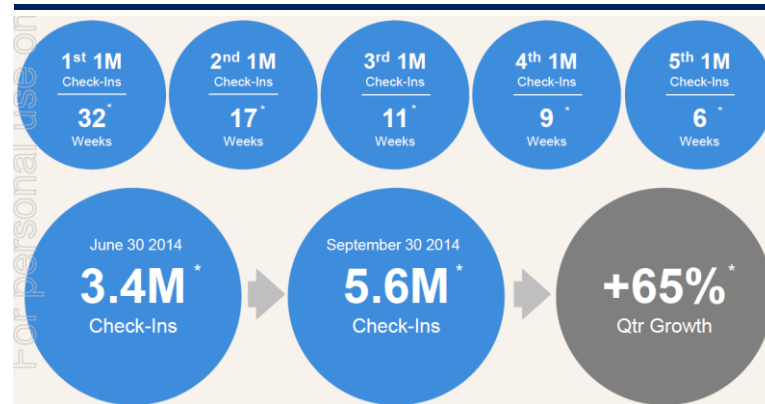 1st 1M
Check-Ins
32*
Weeks
2nd 1M
Check-Ins
17*
Weeks
3rd 1M
Check-Ins
11*
Weeks
4th 1M
Check-Ins
9*
Weeks
5th 1M
Check-Ins
6*
Weeks
June 30 2014
3.4M*
Check-Ins
September 30 2014
5.6M*
Check-Ins
+65%*
Qtr Growth
For personal use on